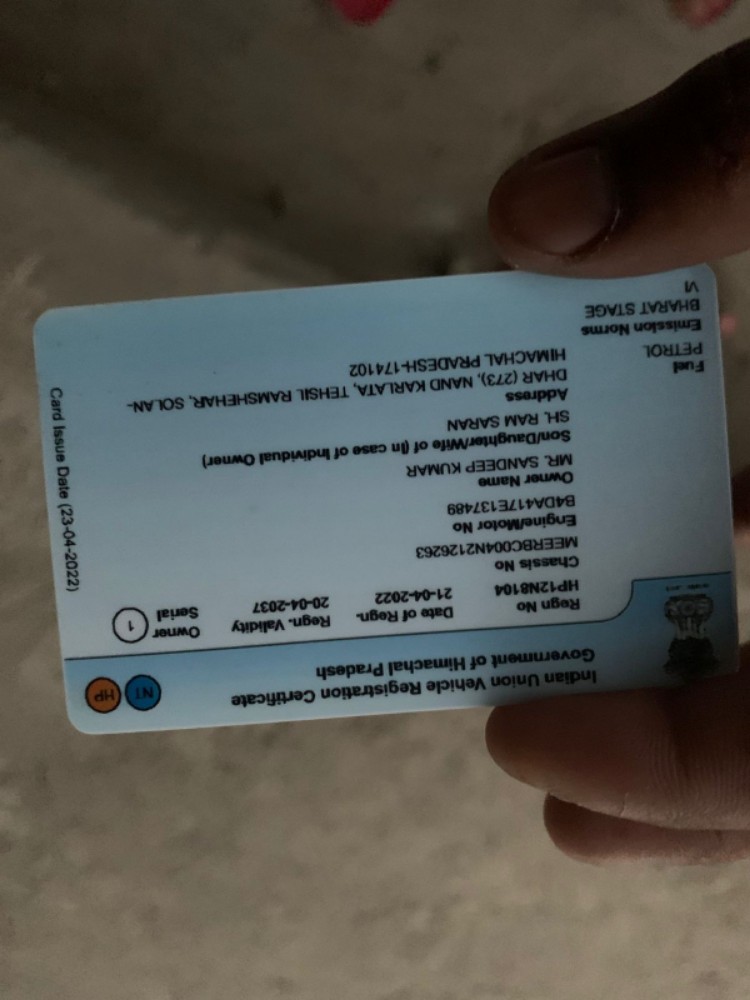 Indian Union Vehicle Registration Certificate
Government of Himachal Pradesh
NT HP
Regn No Date of Regn. Regn. Validity Owner Serial
HP12N8104 21-04-2022 20-04-2037 1
Chassis No
MEERBC004N2126263
Engine/Motor No
B4DA417E137489
Owner Name
MR. SANDEEP KUMAR
Son/Daughter/Wife of (In case of Individual Owner)
SH. RAM SARAN
Address
DHAR (273), NAND KARLATA, TEHSIL RAMSHEHAR, SOLAN-
HIMACHAL PRADESH-174102
Fuel
PETROL
Emission Norms
BHARAT STAGE
VI
Card Issue Date (23-04-2022)